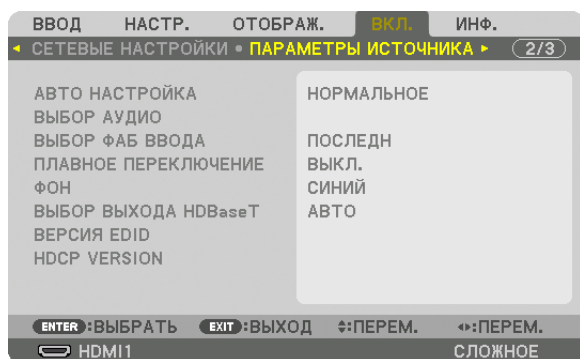 ВВОД НАСТР. ОТОБРАЖ. ВКЛ. ИНФ.
СЕТЕВЫЕ НАСТРОЙКИ • ПАРАМЕТРЫ ИСТОЧНИКА 2/3
АВТО НАСТРОЙКА НОРМАЛЬНОЕ
ВЫБОР АУДИО
ВЫБОР ФАБ ВВОДА ПОСЛЕДН
ПЛАВНОЕ ПЕРЕКЛЮЧЕНИЕ ВЫКЛ.
ФОН СИНИЙ
ВЫБОР ВЫХОДА HDBaseT АВТО
ВЕРСИЯ EDID
HDCP VERSION
ENTER:ВЫБРАТЬ EXIT:ВЫХОД :ПЕРЕМ. :ПЕРЕМ.
HDMI1 СЛОЖНОЕ